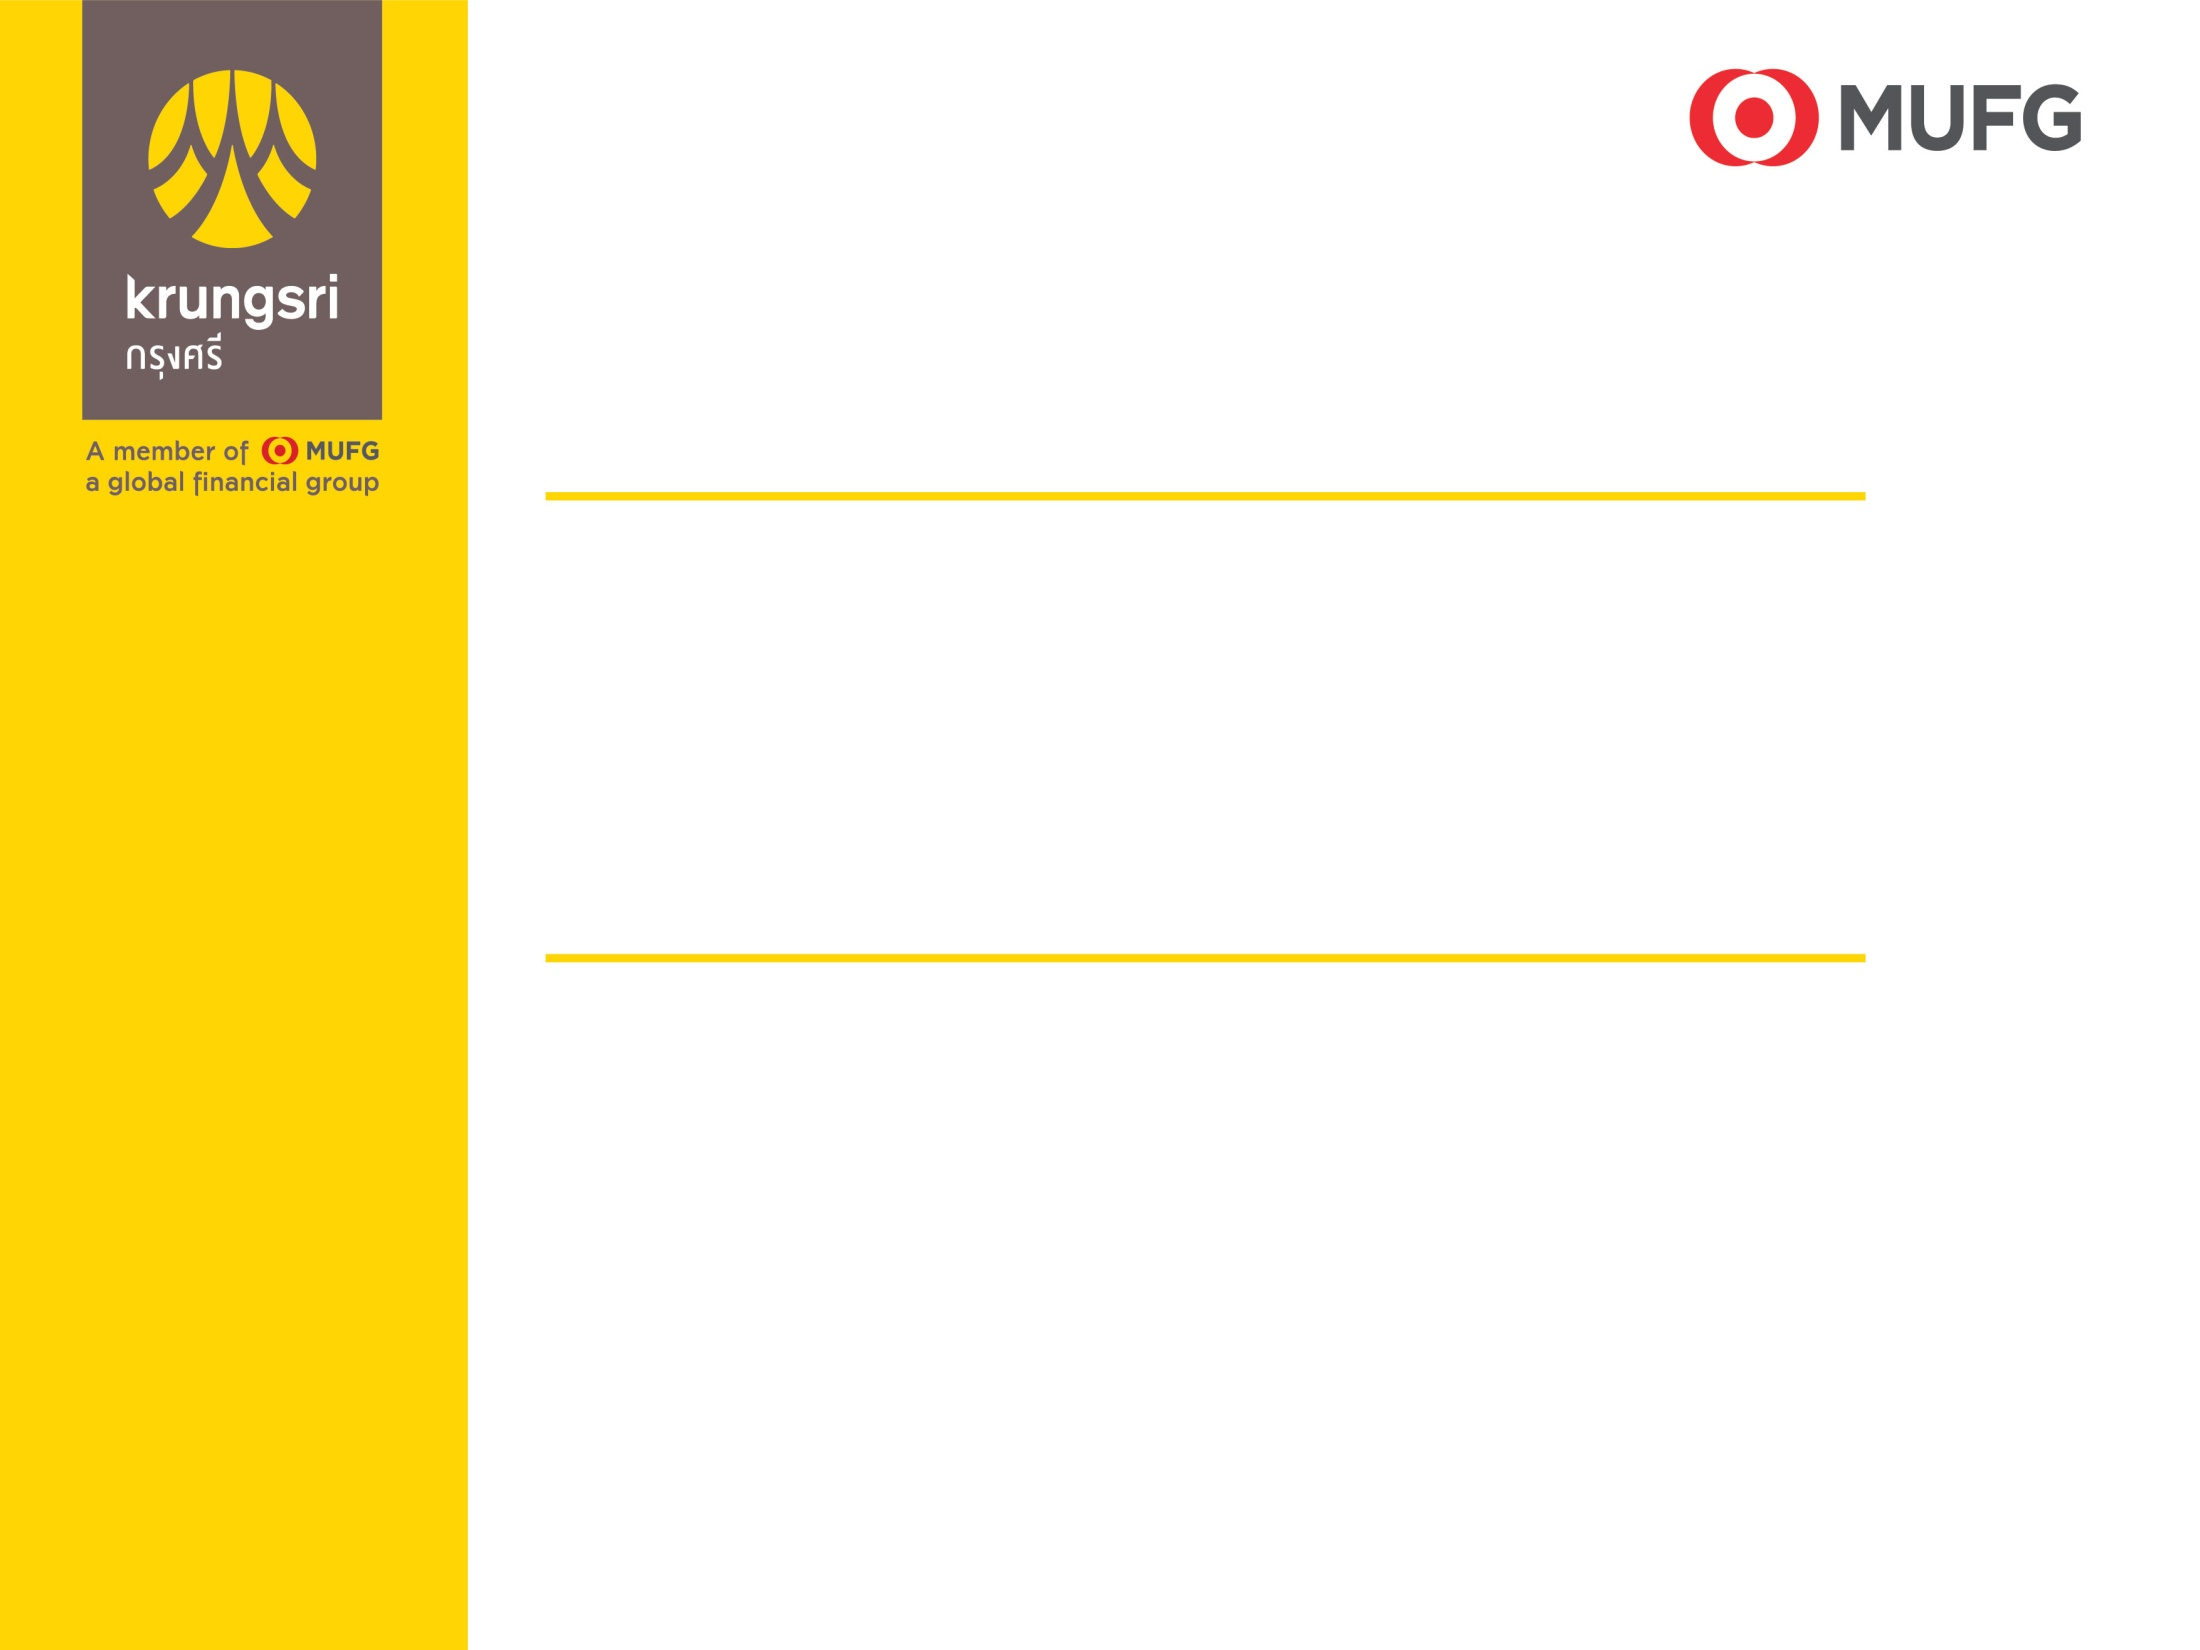 krungsri
กรุงศรี
A member of MUFG
a global financial group
MUFG